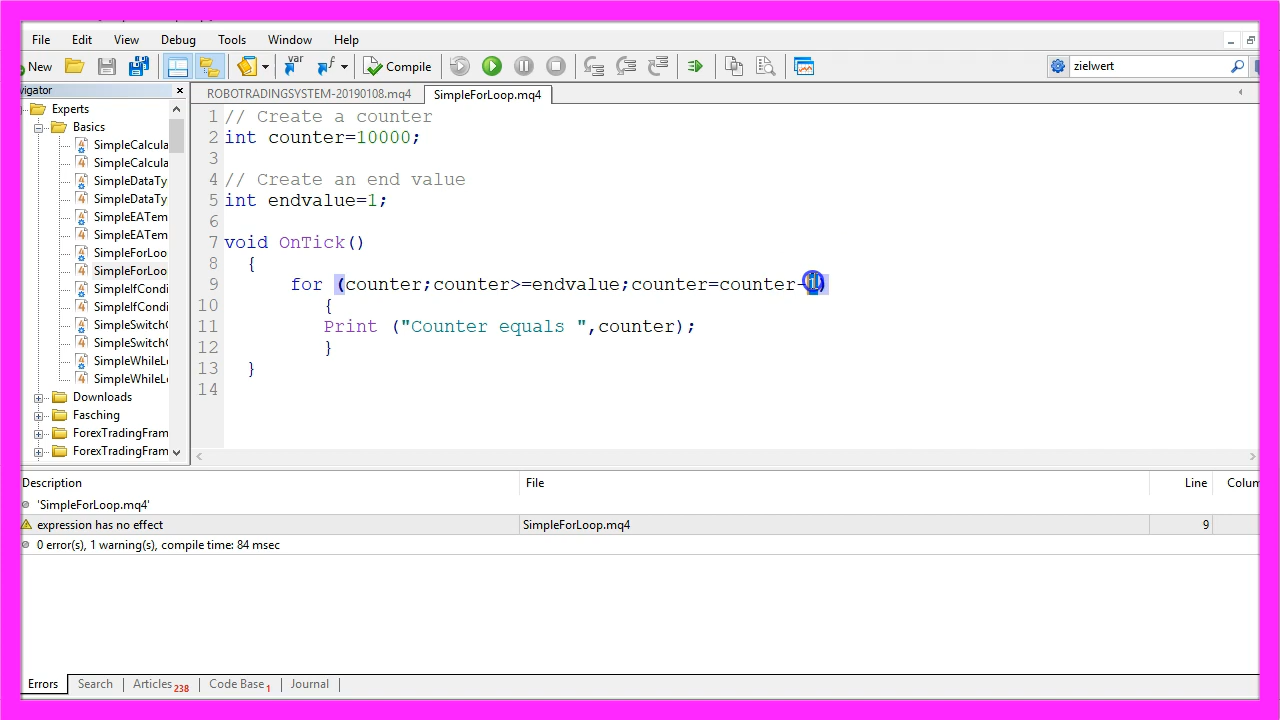 File Edit View Debug Tools Window Help
New Compile zielwert
vigator
ROBOTRADINGSYSTEM-20190108.mq4 SimpleForLoop.mq4
Experts
Basics
SimpleCalcula
SimpleCalcula
SimpleDataTy
SimpleDataTy
SimpleEATem
SimpleEATem
SimpleForLoo
SimpleForLoo
SimpleIfCondi
SimpleIfCondi
SimpleSwitch
SimpleSwitch
SimpleWhileL
SimpleWhileL
Downloads
Fasching
ForexTradingFram
ForexTradingFram
1 // Create a counter
2 int counter=10000;
3
4 // Create an end value
5 int endvalue=1;
6
7 void OnTick()
8 {
9 for (counter;counter>=endvalue;counter=counter-1)
10 {
11 Print ("Counter equals ",counter);
12 }
13 }
14
Description File Line Colum
'SimpleForLoop.mq4'
expression has no effect SimpleForLoop.mq4 9
0 error(s), 1 warning(s), compile time: 84 msec
Errors Search Articles 238 Code Base 1 Journal